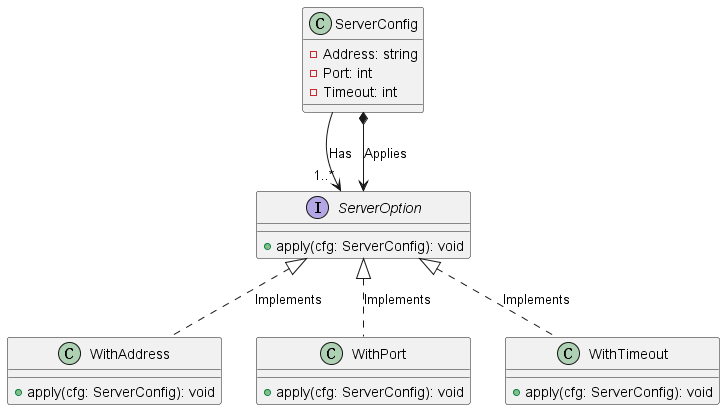 C ServerConfig
Address: string
Port: int
Timeout: int
Has
Applies
1..*
I ServerOption
apply(cfg: ServerConfig): void
Implements
Implements
Implements
C WithAddress
apply(cfg: ServerConfig): void
C WithPort
apply(cfg: ServerConfig): void
C WithTimeout
apply(cfg: ServerConfig): void